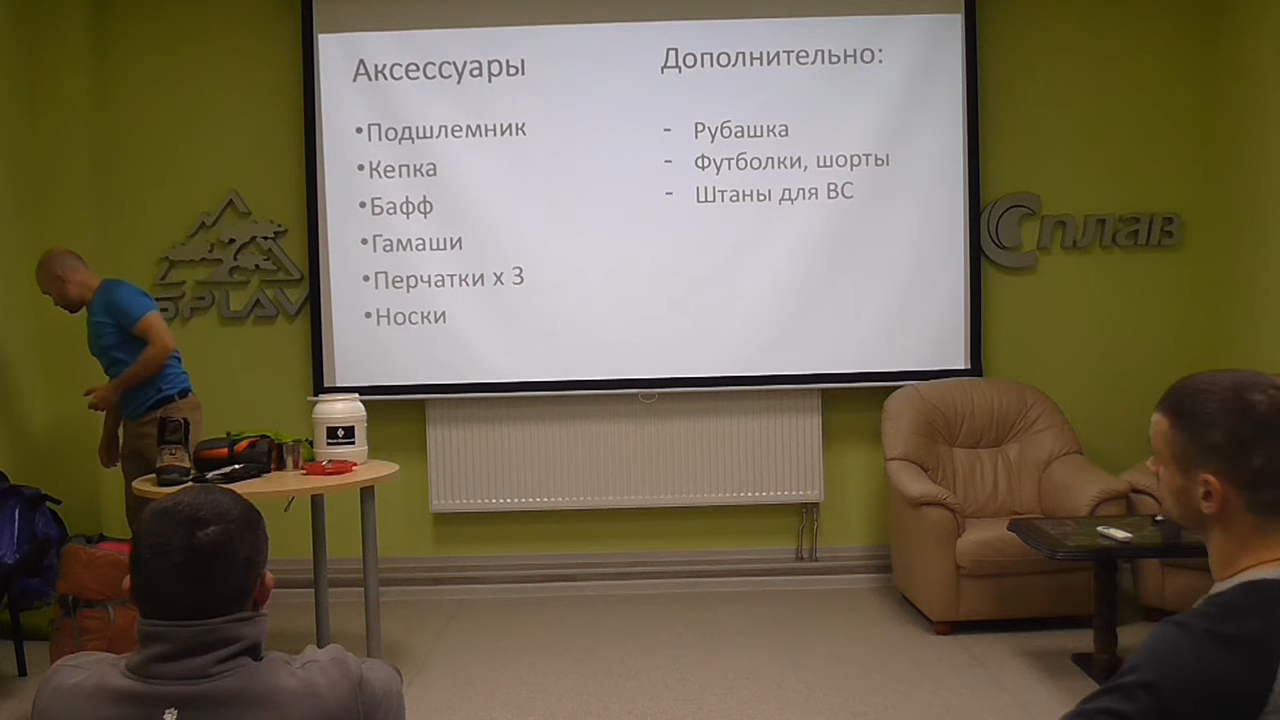 Аксессуары
•Подшлемник
•Кепка
•Бафф
•Гамаши
•Перчатки х 3
•Носки
Дополнительно:
- Рубашка
- Футболки, шорты
- Штаны для ВС
SPLAV
Сплав